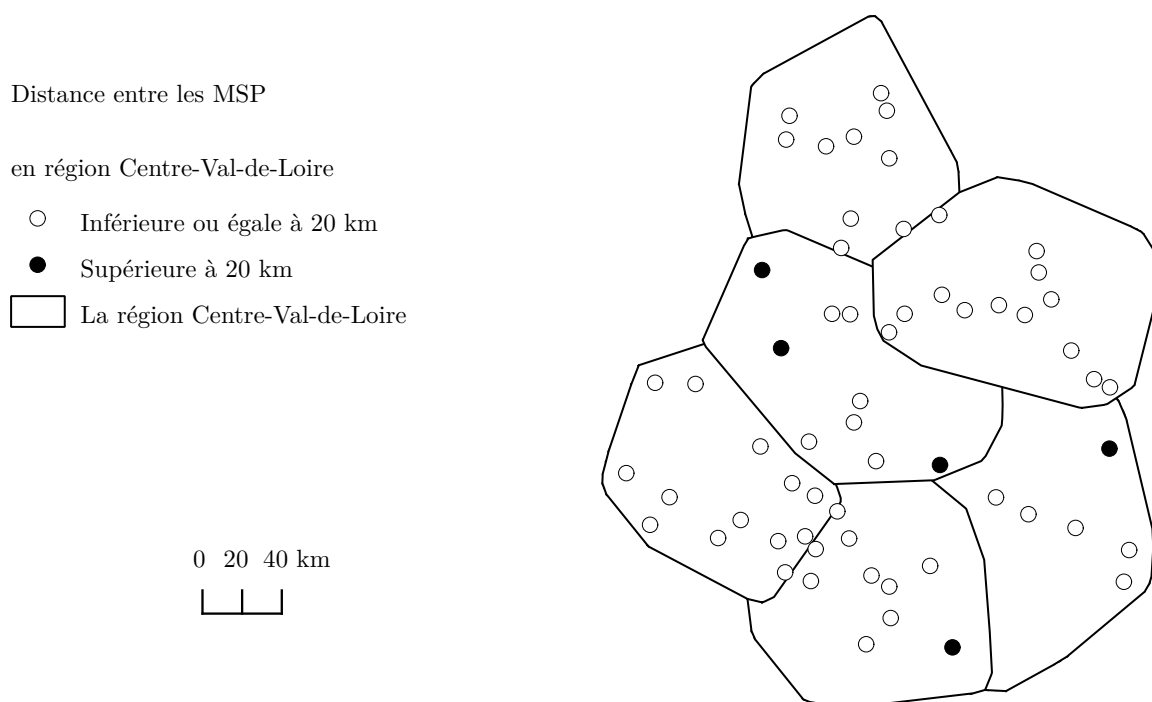 Distance entre les MSP
en région Centre-Val-de-Loire
Inférieure ou égale à 20 km
Supérieure à 20 km
La région Centre-Val-de-Loire
0 20 40 km